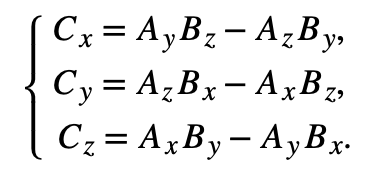 C_x = A_y B_z − A_z B_y,
C_y = A_z B_x − A_x B_z,
C_z = A_x B_y − A_y B_x.